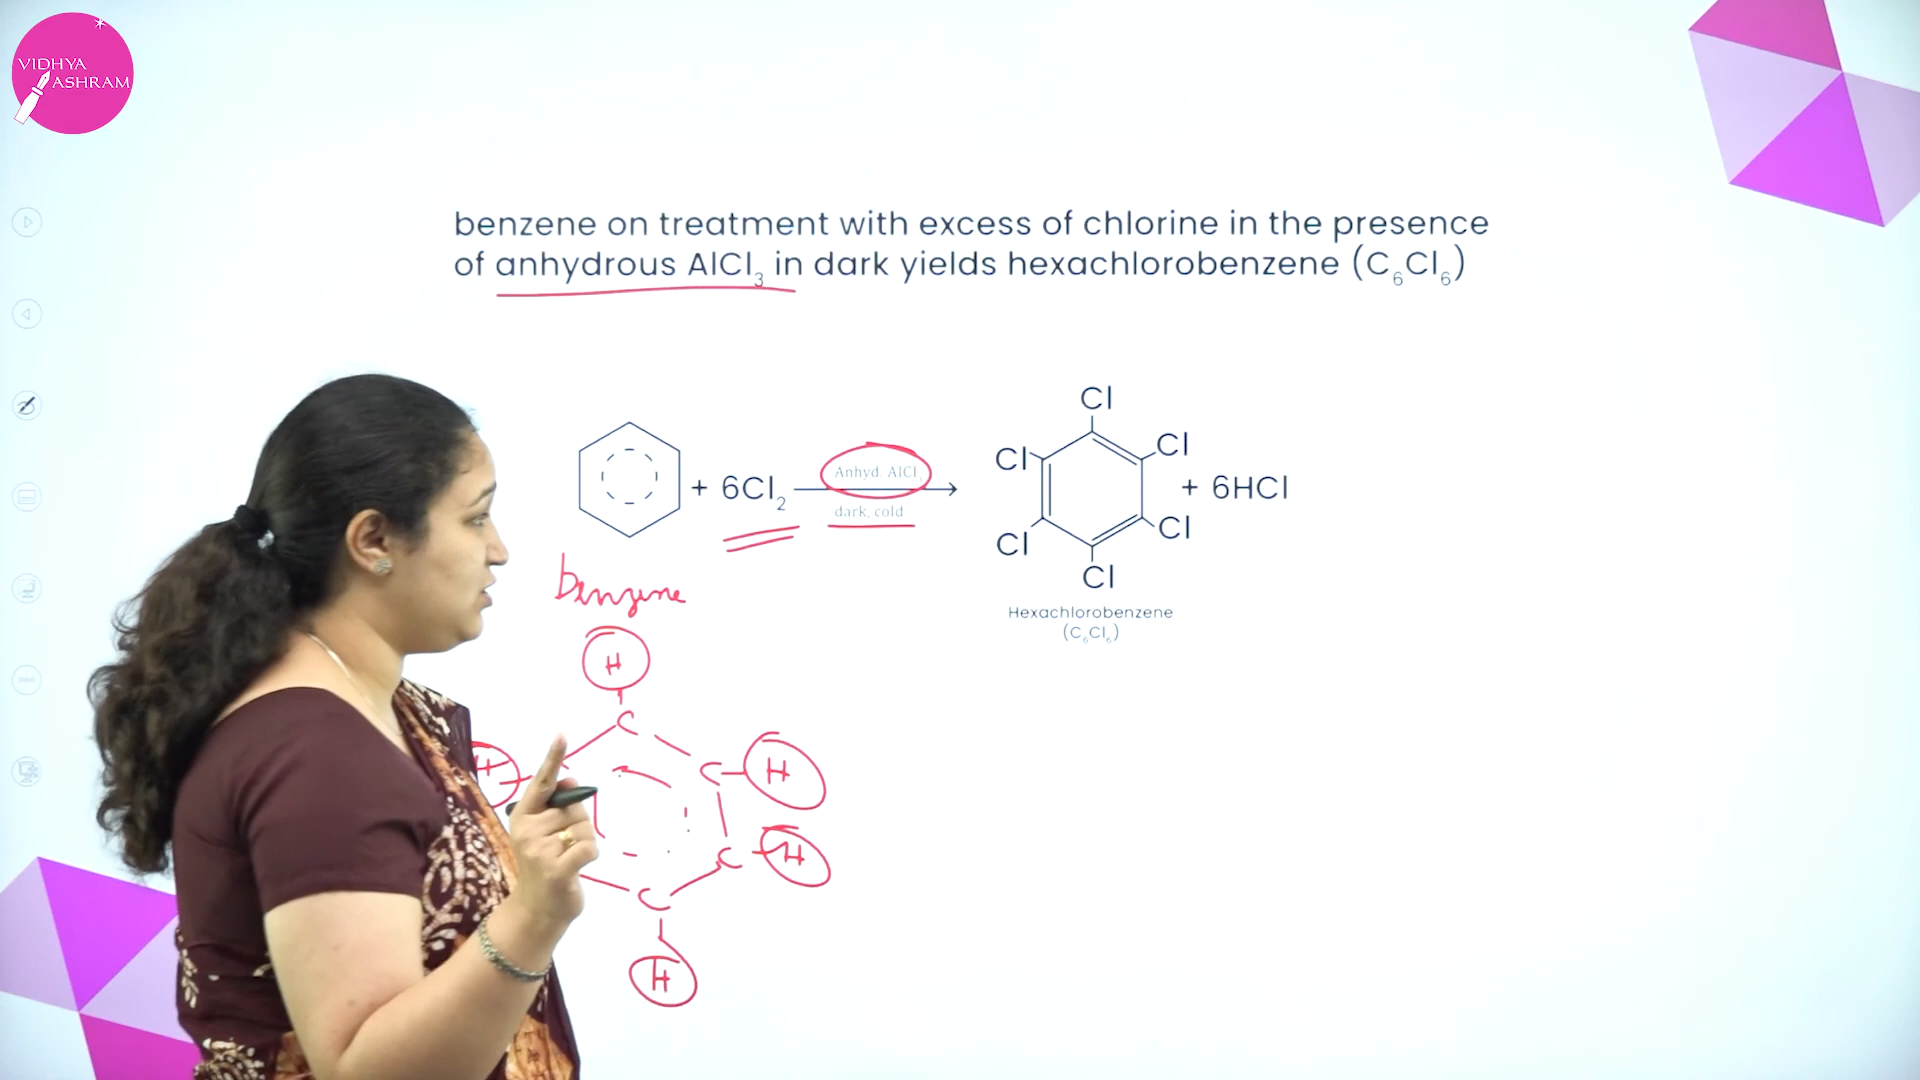 VIDHYA
ASHRAM
benzene on treatment with excess of chlorine in the presence
of anhydrous AlCl₃ in dark yields hexachlorobenzene (C₆Cl₆)
Cl
Cl
Cl
+ 6Cl₂
Anhyd. AlCl
dark, cold
+ 6HCl
Cl
Cl
Cl
Hexachlorobenzene
(C₆Cl₆)
benzene
H
C
H
C
H
C
H
C
H